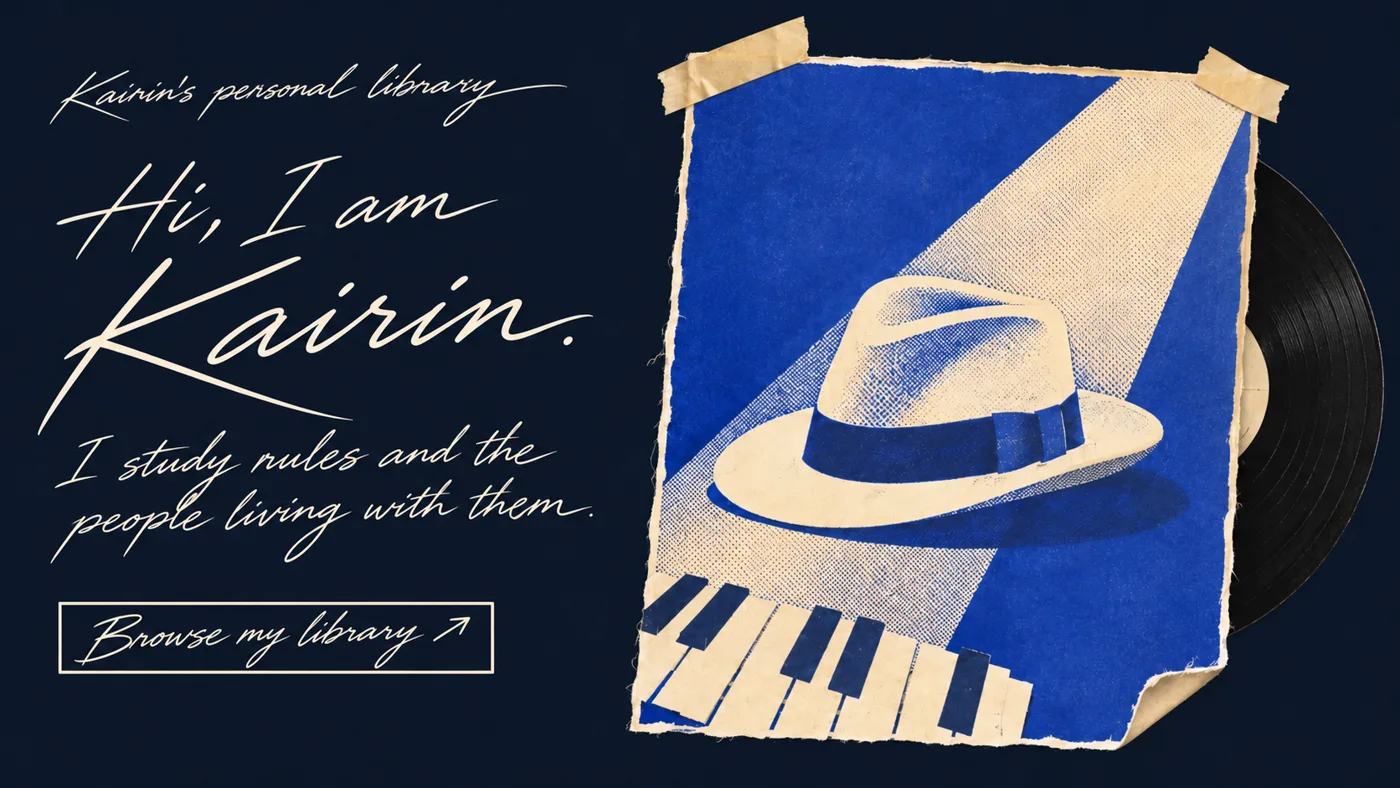 Kairin's personal library
Hi, I am
Kairin.
I study rules and the
people living with them.
Browse my library ↗